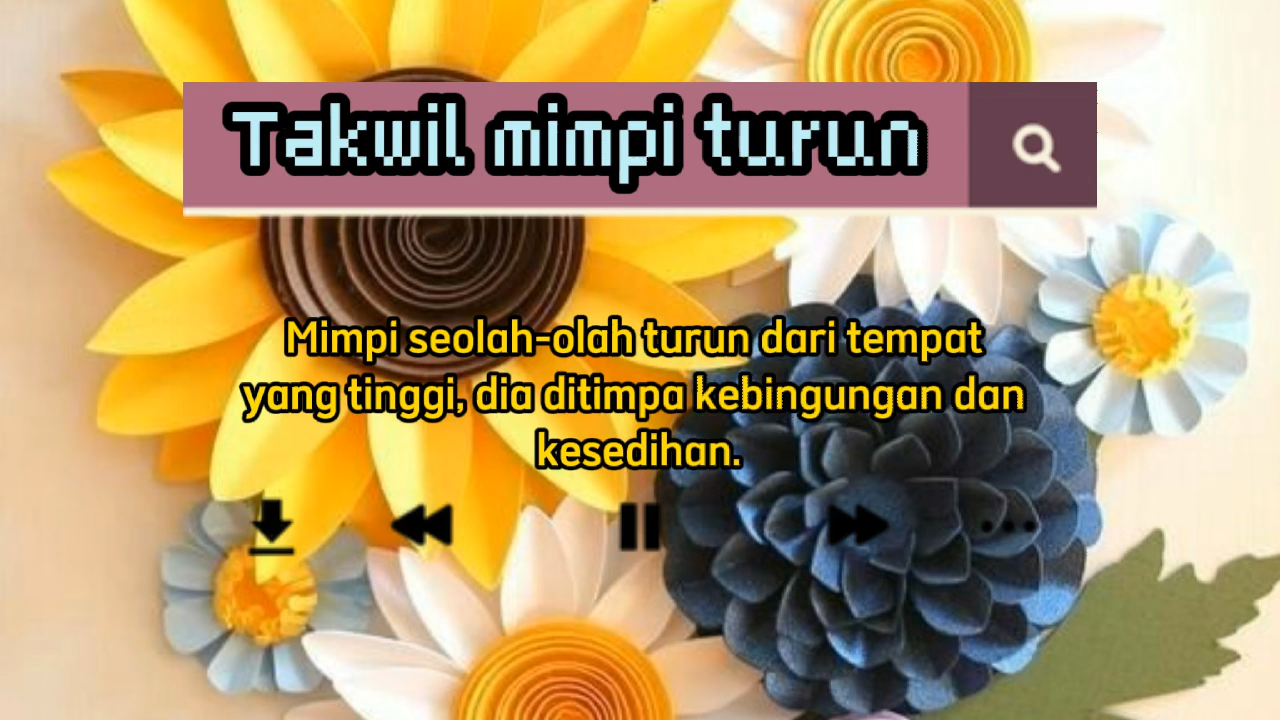 Takwil mimpi turun
Mimpi seolah-olah turun dari tempat
yang tinggi, dia ditimpa kebingungan dan
kesedihan.